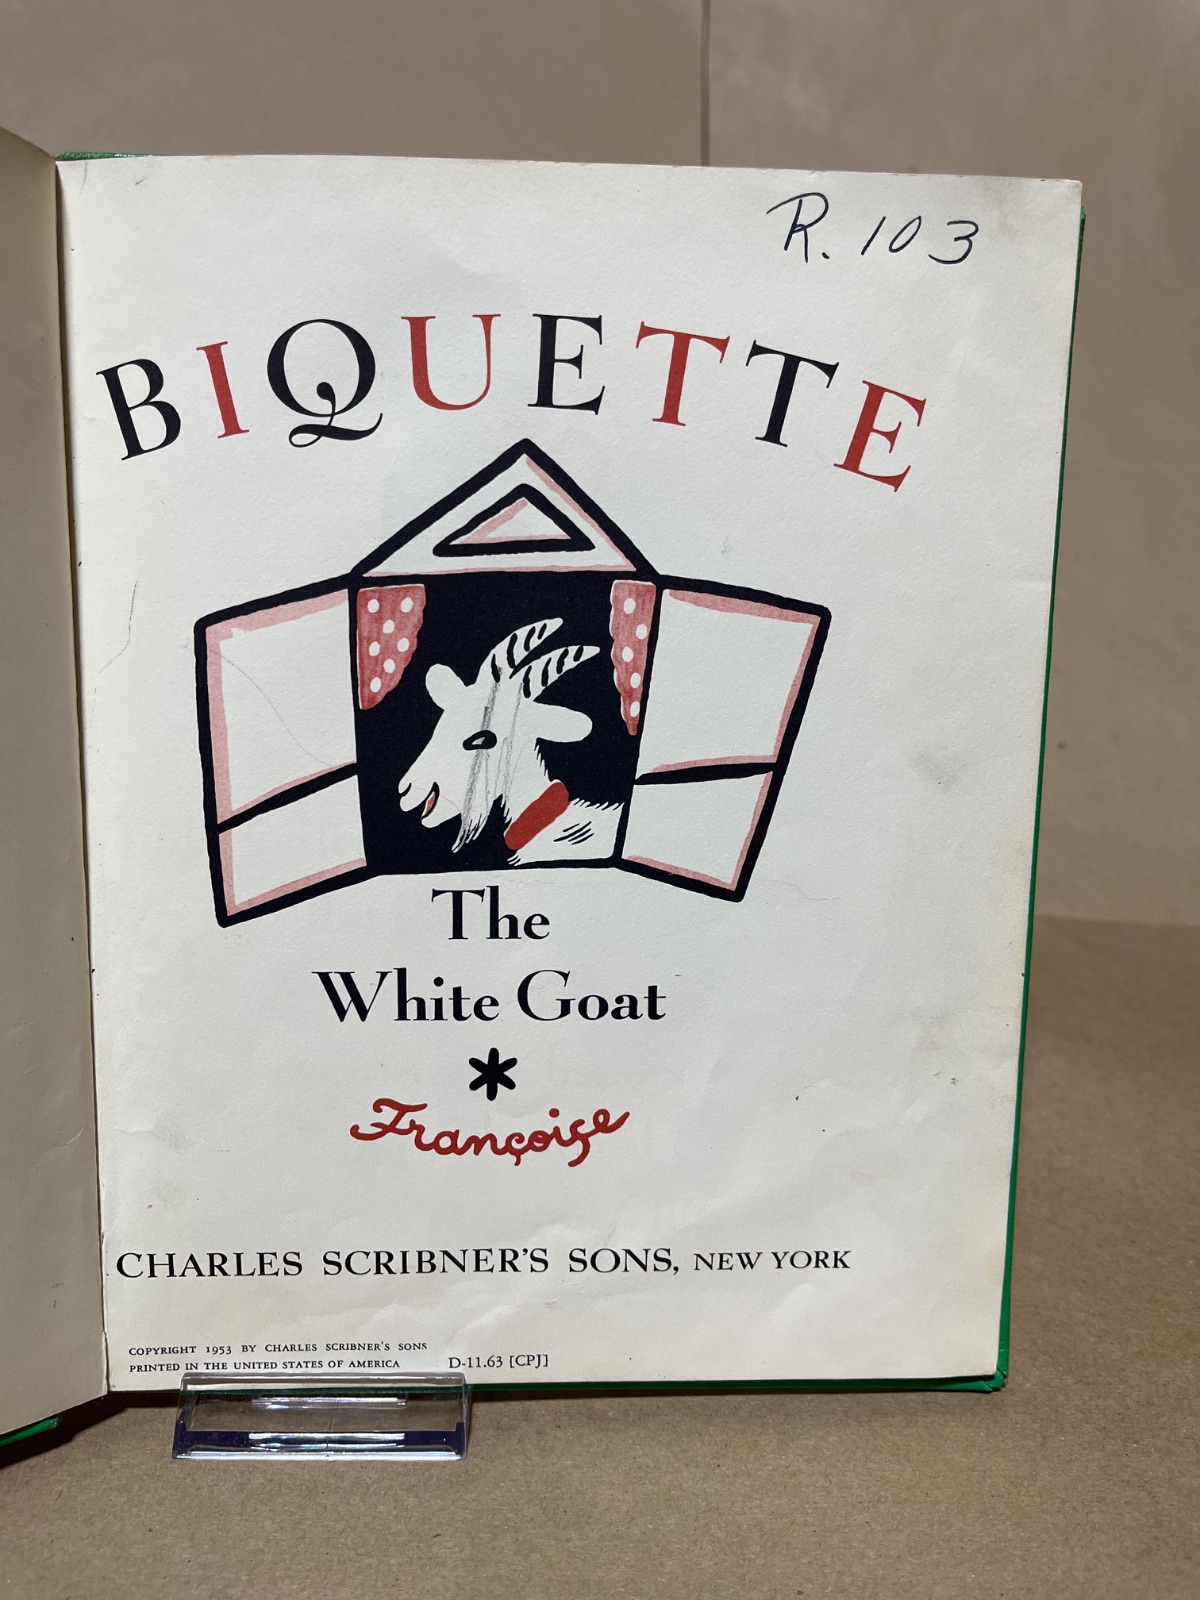 R. 103
BIQUETTE
The
White Goat
*
Françoise
CHARLES SCRIBNER'S SONS, NEW YORK
COPYRIGHT 1953 BY CHARLES SCRIBNER'S SONS
PRINTED IN THE UNITED STATES OF AMERICA D-11.63 [CPJ]